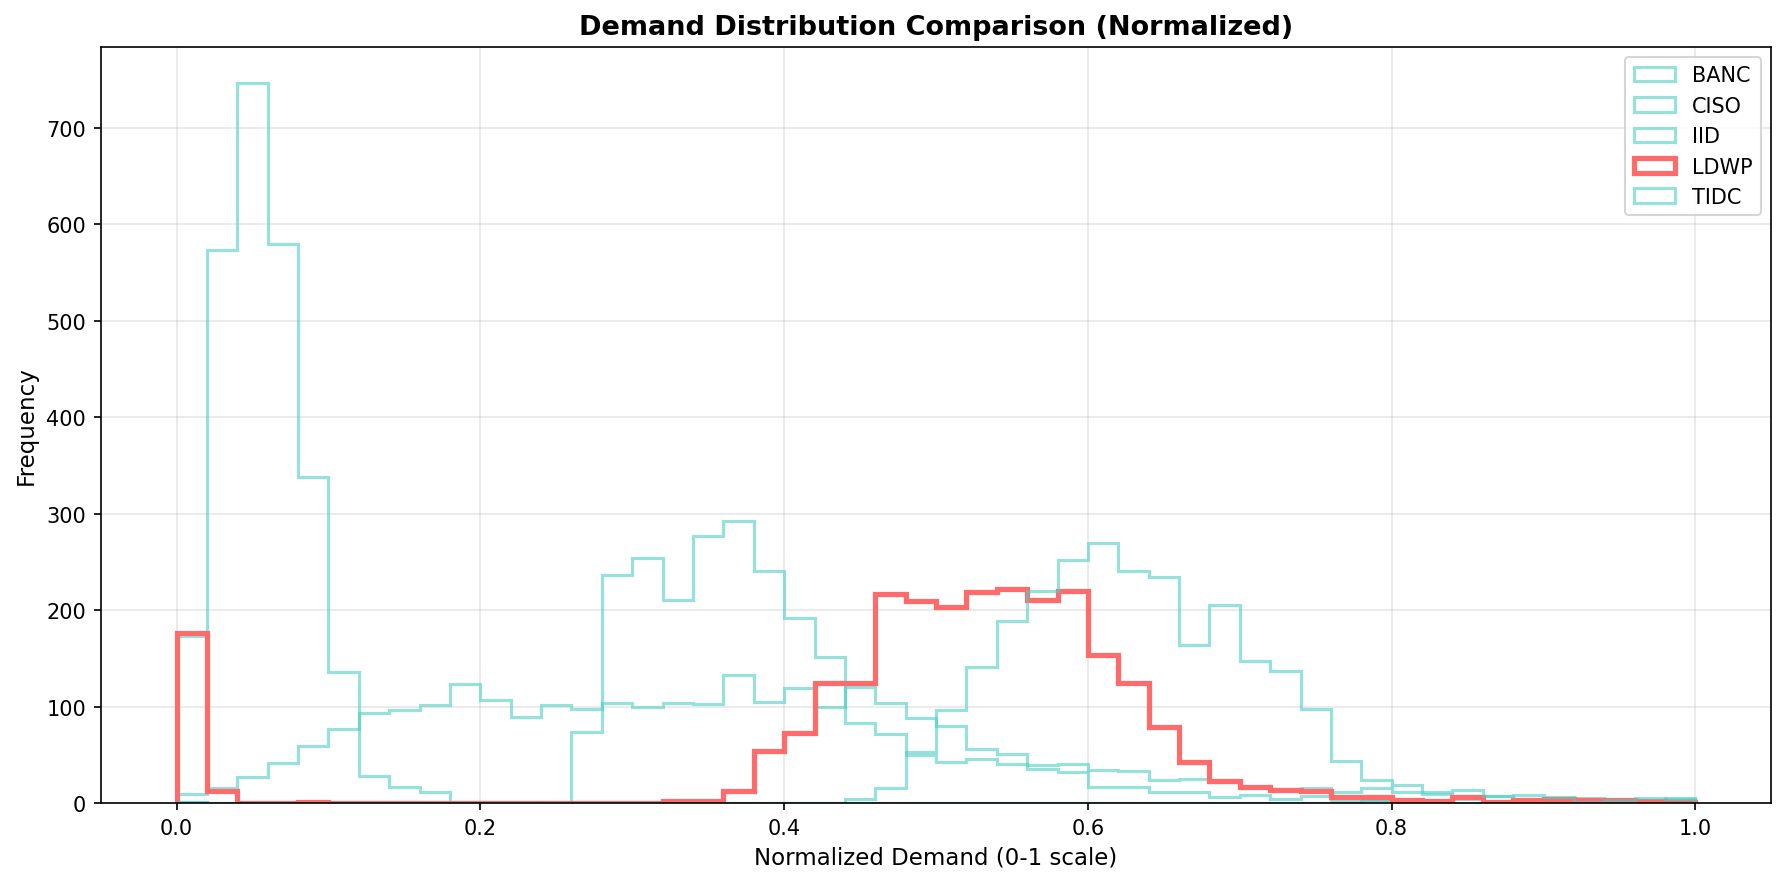 Demand Distribution Comparison (Normalized)
BANC
CISO
IID
LDWP
TIDC
Frequency
700
600
500
400
300
200
100
0
0.0 0.2 0.4 0.6 0.8 1.0
Normalized Demand (0-1 scale)